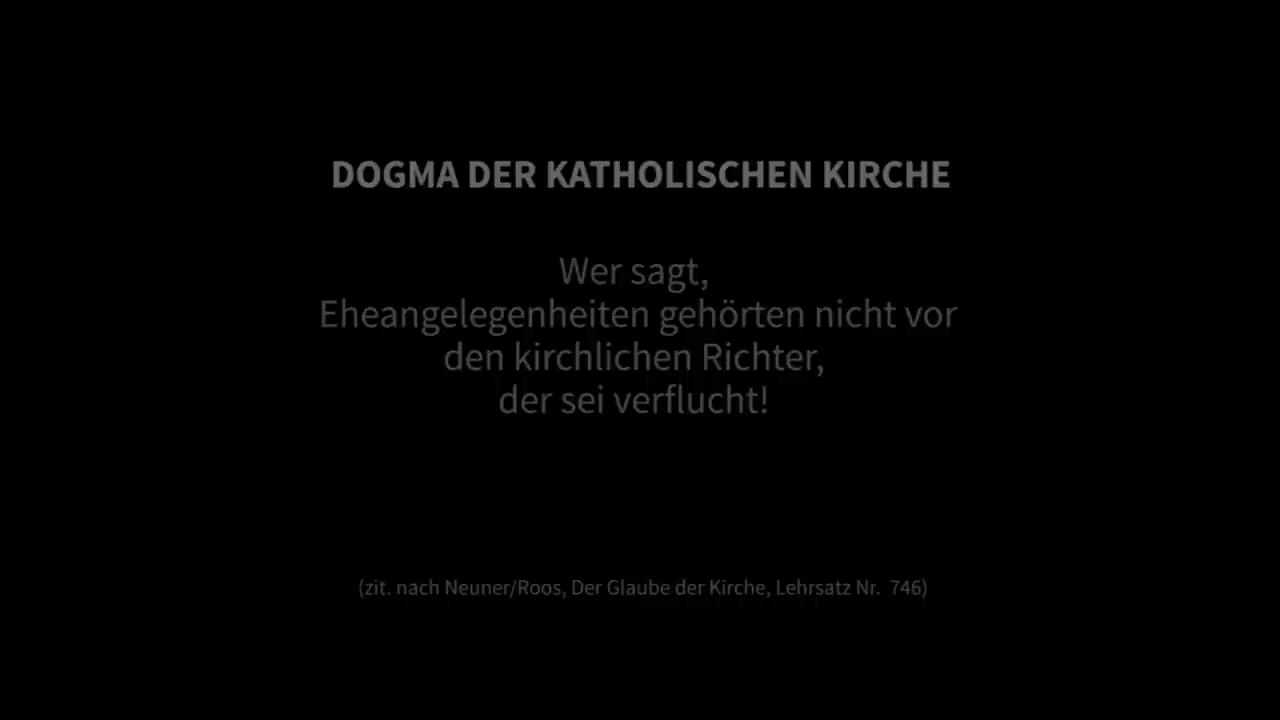 DOGMA DER KATHOLISCHEN KIRCHE
Wer sagt,
Eheangelegenheiten gehörten nicht vor
den kirchlichen Richter,
der sei verflucht!
(zit. nach Neuner/Roos, Der Glaube der Kirche, Lehrsatz Nr. 746)